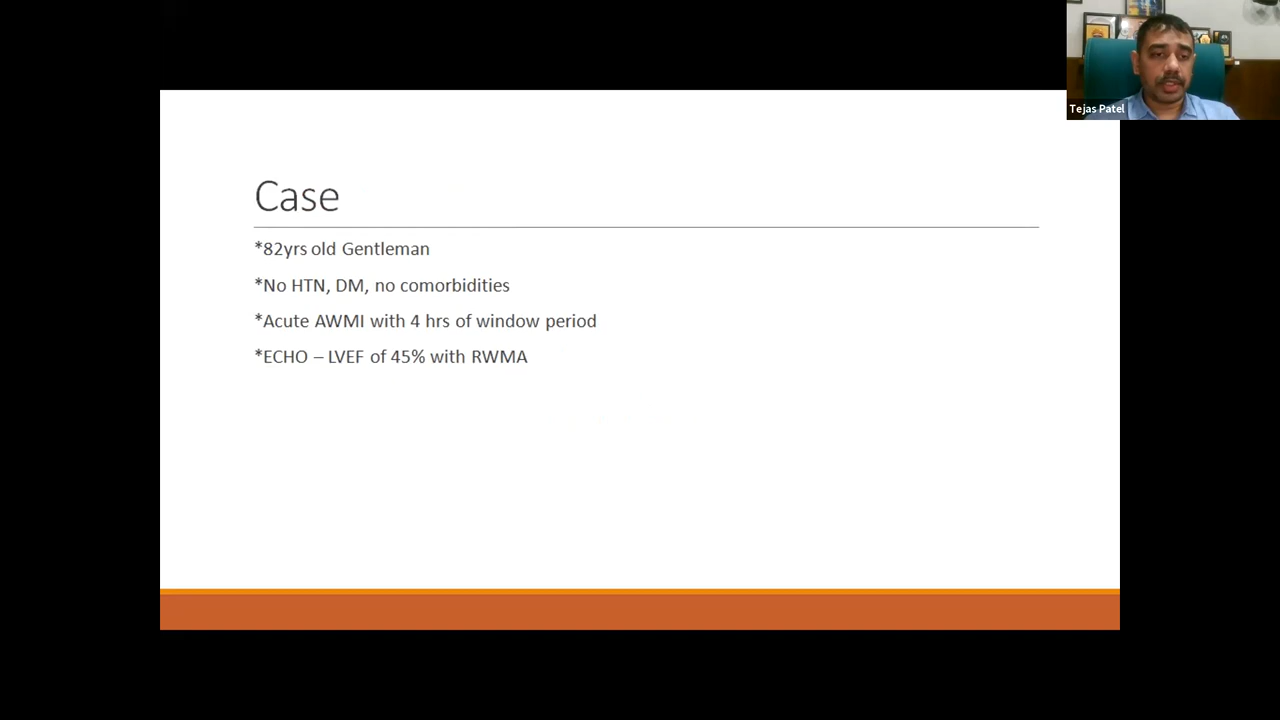 Tejas Patel
Case
*82yrs old Gentleman
*No HTN, DM, no comorbidities
*Acute AWMI with 4 hrs of window period
*ECHO – LVEF of 45% with RWMA